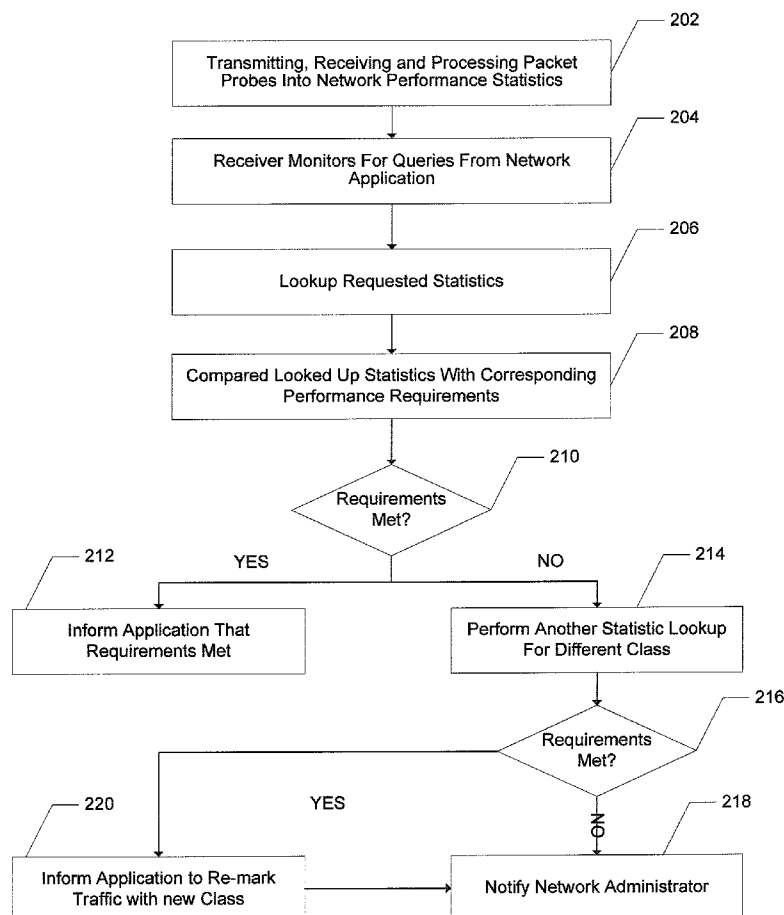 202
Transmitting, Receiving and Processing Packet
Probes Into Network Performance Statistics
204
Receiver Monitors For Queries From Network
Application
206
Lookup Requested Statistics
208
Compared Looked Up Statistics With Corresponding
Performance Requirements
210
Requirements
Met?
212
YES
NO
214
Inform Application That
Requirements Met
Perform Another Statistic Lookup
For Different Class
216
Requirements
Met?
220
YES
NO
218
Inform Application to Re-mark
Traffic with new Class
Notify Network Administrator